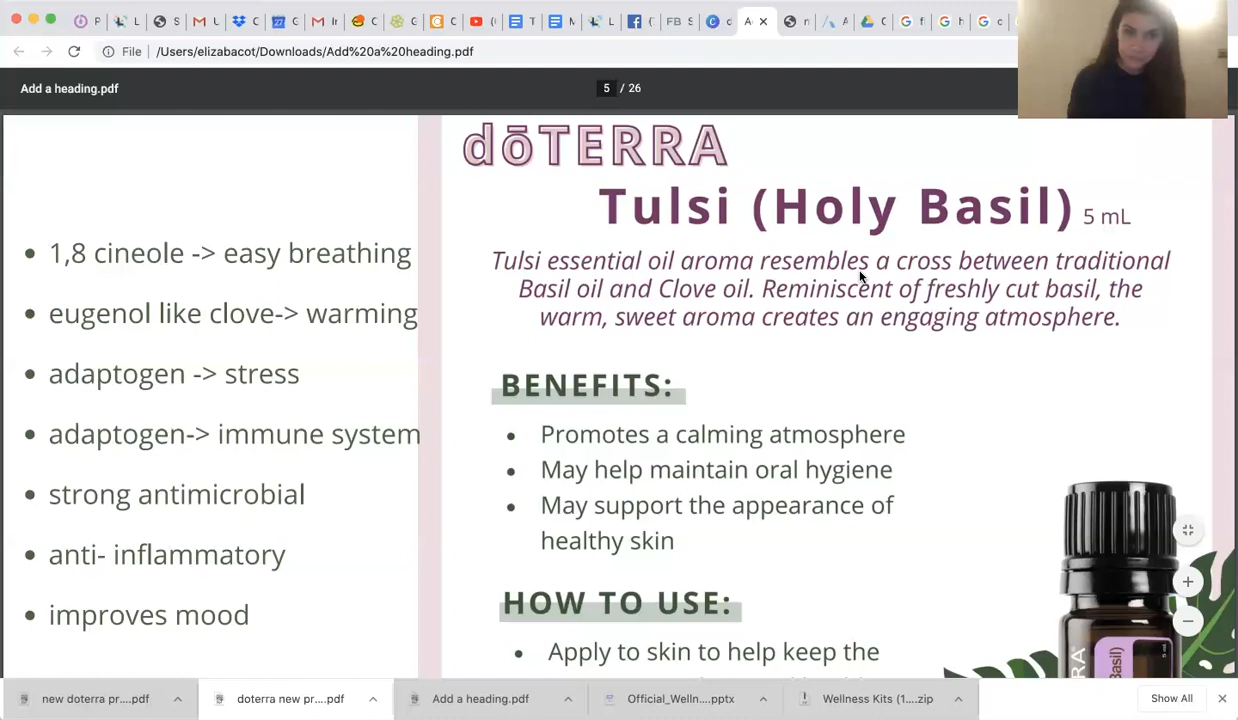 File /Users/elizabacot/Downloads/Add%20a%20heading.pdf
Add a heading.pdf
5 / 26
1,8 cineole -> easy breathing
eugenol like clove-> warming
adaptogen -> stress
adaptogen-> immune system
strong antimicrobial
anti- inflammatory
improves mood
dōTERRA
Tulsi (Holy Basil) 5 mL
Tulsi essential oil aroma resembles a cross between traditional
Basil oil and Clove oil. Reminiscent of freshly cut basil, the
warm, sweet aroma creates an engaging atmosphere.
BENEFITS:
Promotes a calming atmosphere
May help maintain oral hygiene
May support the appearance of
healthy skin
HOW TO USE:
Apply to skin to help keep the
Basil)
RRA
new doterra pr....pdf
doterra new pr....pdf
Add a heading.pdf
Official_Welln....pptx
Wellness Kits (1....zip
Show All